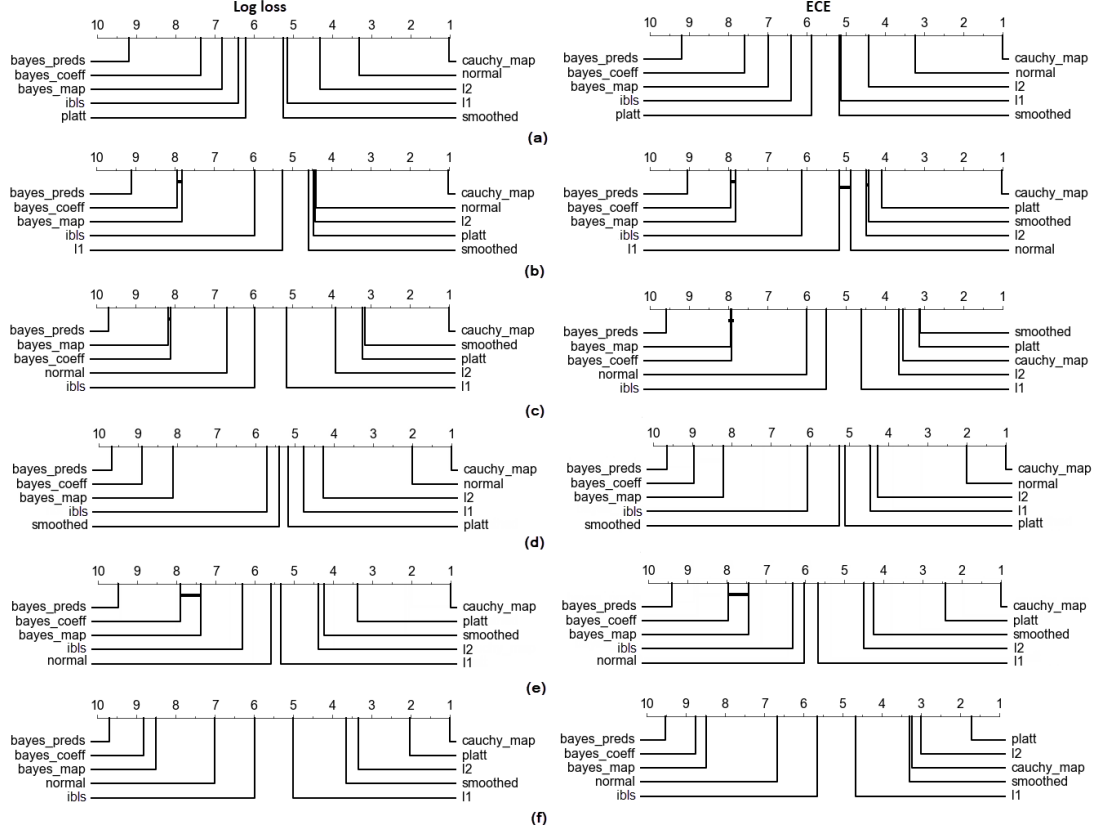 Log loss
10 9 8 7 6 5 4 3 2 1
bayes_preds cauchy_map
bayes_coeff normal
bayes_map l2
ibls l1
platt smoothed
ECE
10 9 8 7 6 5 4 3 2 1
bayes_preds cauchy_map
bayes_coeff normal
bayes_map l2
ibls l1
platt smoothed
(a)
10 9 8 7 6 5 4 3 2 1
bayes_preds cauchy_map
bayes_coeff normal
bayes_map l2
ibls platt
l1 smoothed
10 9 8 7 6 5 4 3 2 1
bayes_preds cauchy_map
bayes_coeff platt
bayes_map smoothed
ibls l2
l1 normal
(b)
10 9 8 7 6 5 4 3 2 1
bayes_preds cauchy_map
bayes_map smoothed
bayes_coeff platt
normal l2
ibls l1
10 9 8 7 6 5 4 3 2 1
bayes_preds smoothed
bayes_map platt
bayes_coeff cauchy_map
normal l2
ibls l1
(c)
10 9 8 7 6 5 4 3 2 1
bayes_preds cauchy_map
bayes_coeff normal
bayes_map l2
ibls l1
smoothed platt
10 9 8 7 6 5 4 3 2 1
bayes_preds cauchy_map
bayes_coeff normal
bayes_map l2
ibls l1
smoothed platt
(d)
10 9 8 7 6 5 4 3 2 1
bayes_preds cauchy_map
bayes_coeff platt
bayes_map smoothed
ibls l2
normal l1
10 9 8 7 6 5 4 3 2 1
bayes_preds cauchy_map
bayes_coeff platt
bayes_map smoothed
ibls l2
normal l1
(e)
10 9 8 7 6 5 4 3 2 1
bayes_preds cauchy_map
bayes_coeff platt
bayes_map l2
normal smoothed
ibls l1
10 9 8 7 6 5 4 3 2 1
bayes_preds platt
bayes_coeff l2
bayes_map cauchy_map
normal smoothed
ibls l1
(f)